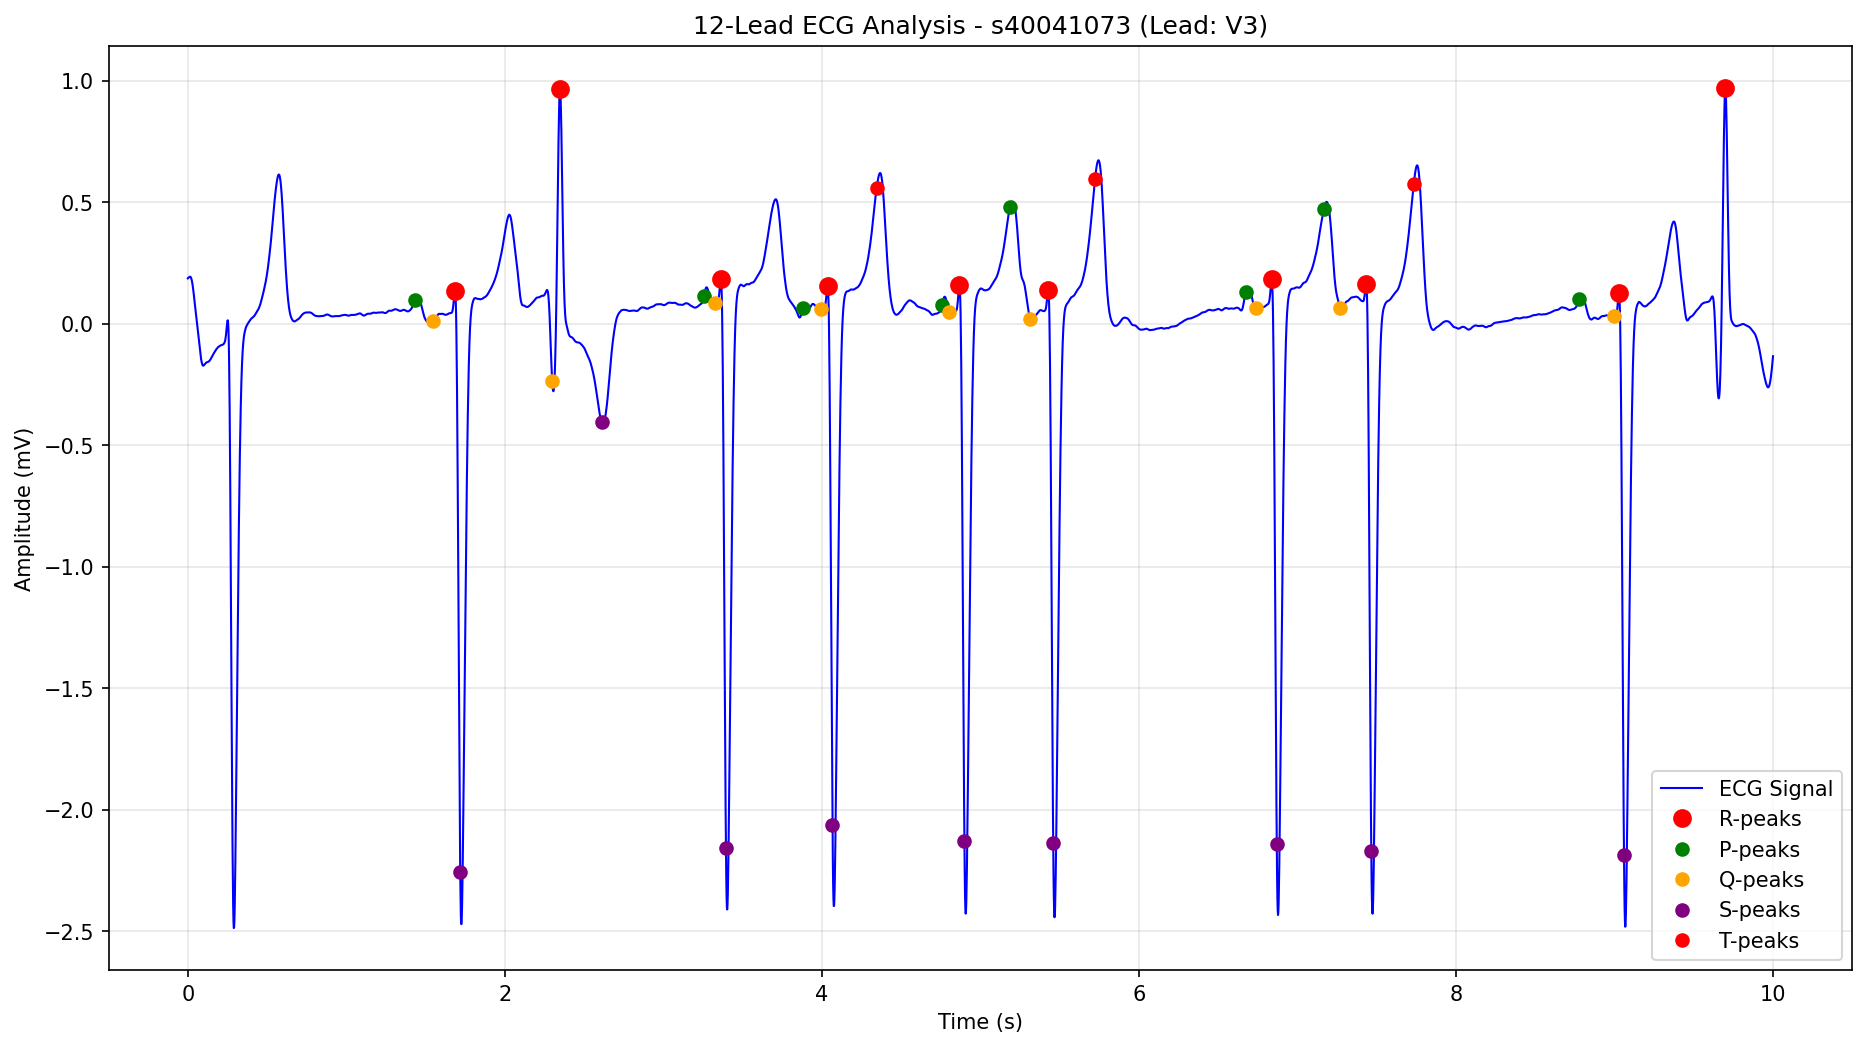 12-Lead ECG Analysis - s40041073 (Lead: V3)
Amplitude (mV)
1.0
0.5
0.0
−0.5
−1.0
−1.5
−2.0
−2.5
ECG Signal
R-peaks
P-peaks
Q-peaks
S-peaks
T-peaks
0 2 4 6 8 10
Time (s)